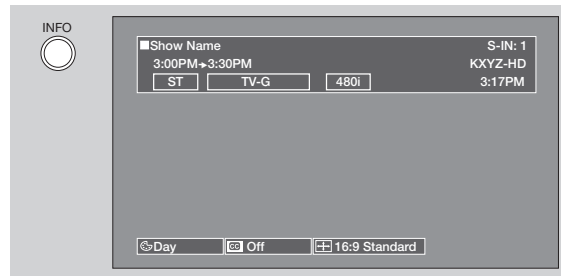 INFO
■Show Name S-IN: 1
3:00PM→3:30PM KXYZ-HD
ST TV-G 480i 3:17PM
Day CC Off 16:9 Standard